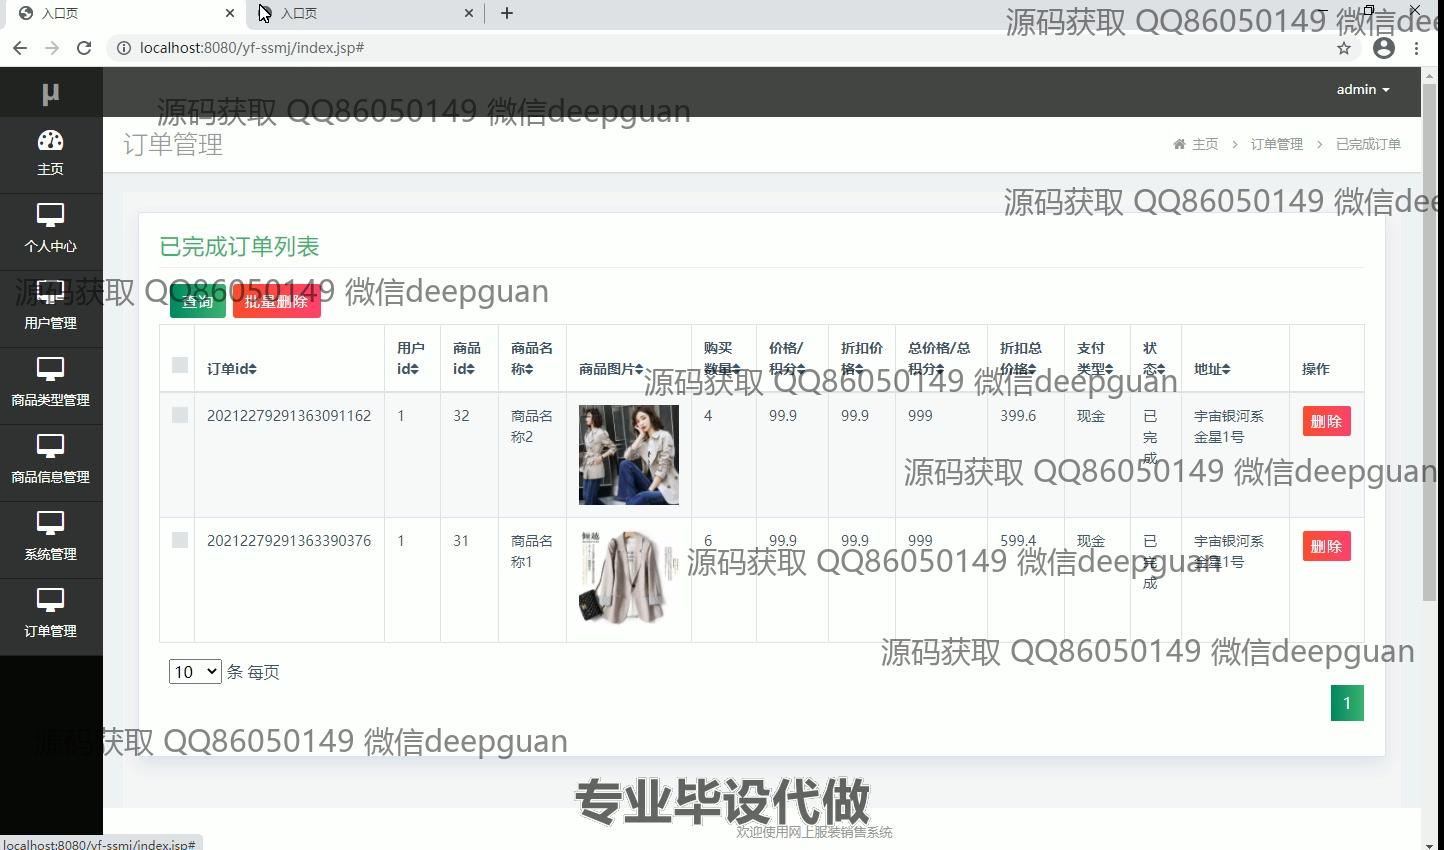 入口页
入口页
localhost:8080/yf-ssmj/index.jsp#
源码获取 QQ86050149 微信dee
μ
admin
源码获取 QQ86050149 微信deepguan
订单管理
主页 > 订单管理 > 已完成订单
主页
源码获取 QQ86050149 微信dee
个人中心
已完成订单列表
源码获取 QQ86050149 微信deepguan
查询 批量删除
用户管理
订单id 用户id 商品id 商品名称 商品图片 购买数量 价格/积分 折扣价格 总价格/总积分 折扣总价格 支付类型 状态 地址 操作
源码获取 QQ86050149 微信deepguan
商品类型管理
20212279291363091162 1 32 商品名称2 4 99.9 99.9 999 399.6 现金 已完成 宇宙银河系金星1号 删除
源码获取 QQ86050149 微信deepguan
商品信息管理
20212279291363390376 1 31 商品名称1 6 99.9 99.9 999 599.4 现金 已完成 宇宙银河系金星1号 删除
源码获取 QQ86050149 微信deepguan
系统管理
订单管理
源码获取 QQ86050149 微信deepguan
10 条 每页
1
源码获取 QQ86050149 微信deepguan
专业毕设代做
欢迎使用网上服装销售系统
localhost:8080/yf-ssmj/index.jsp#